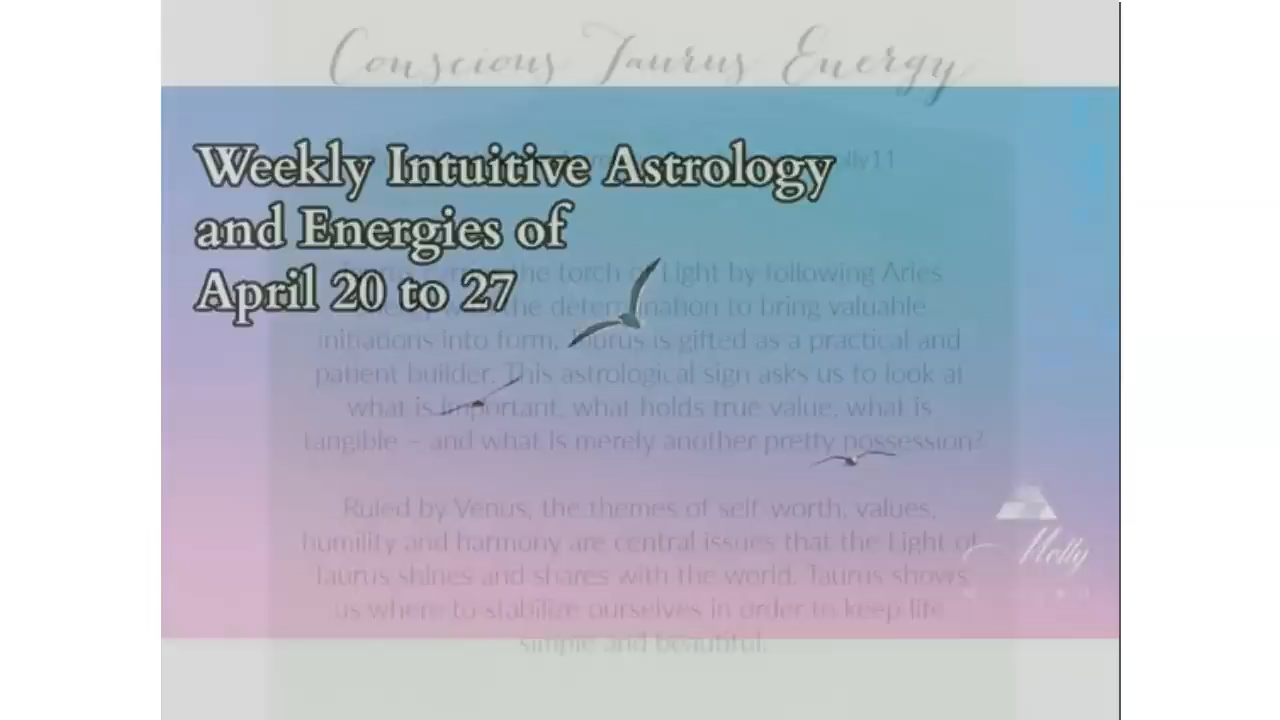 Conscious Taurus Energy
Weekly Intuitive Astrology
and Energies of
April 20 to 27
the torch of Light by following Aries
the determination to bring valuable
initiations into form. Taurus is gifted as a practical and
patient builder. This astrological sign asks us to look at
what is important, what holds true value, what is
tangible – and what is merely another pretty possession?
Ruled by Venus, the themes of self-worth, values,
humility and harmony are central issues that the Light of
Taurus shines and shares with the world. Taurus shows
us where to stabilize ourselves in order to keep life
simple and beautiful.
Molly